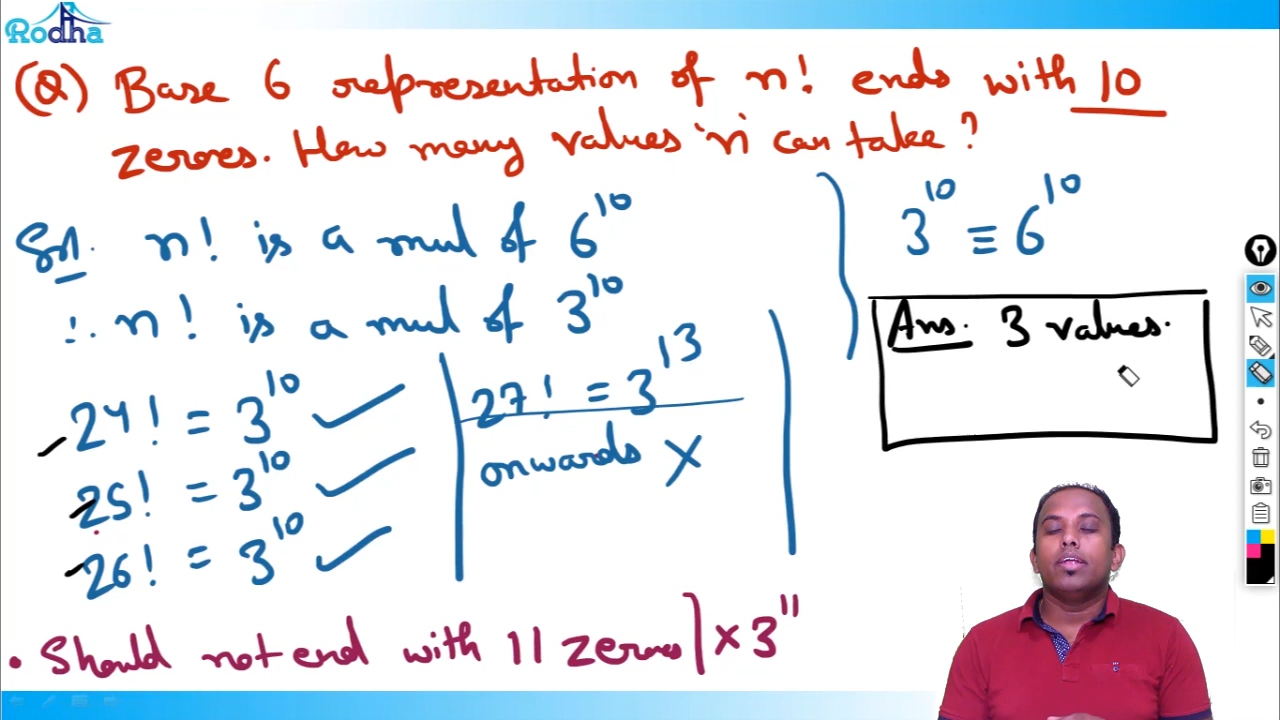 Rodha
(Q) Base 6 representation of n! ends with 10
zeroes. How many values 'n' can take?
Sol. n! is a mul of 6^10
∴ n! is a mul of 3^10
24! = 3^10 ✓
25! = 3^10 ✓
26! = 3^10 ✓
27! = 3^13
onwards ×
3^10 ≡ 6^10
Ans. 3 values.
• Should not end with 11 zeroes | × 3^11